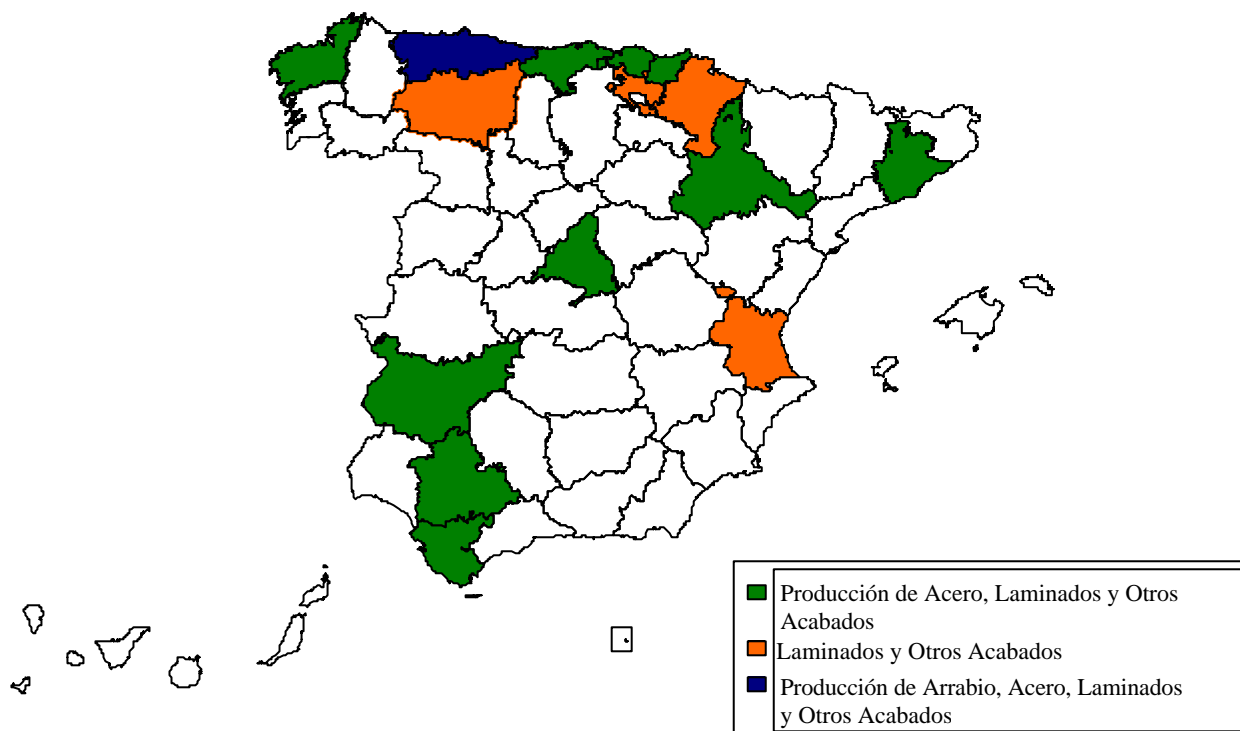 Producción de Acero, Laminados y Otros
Acabados
Laminados y Otros Acabados
Producción de Arrabio, Acero, Laminados
y Otros Acabados